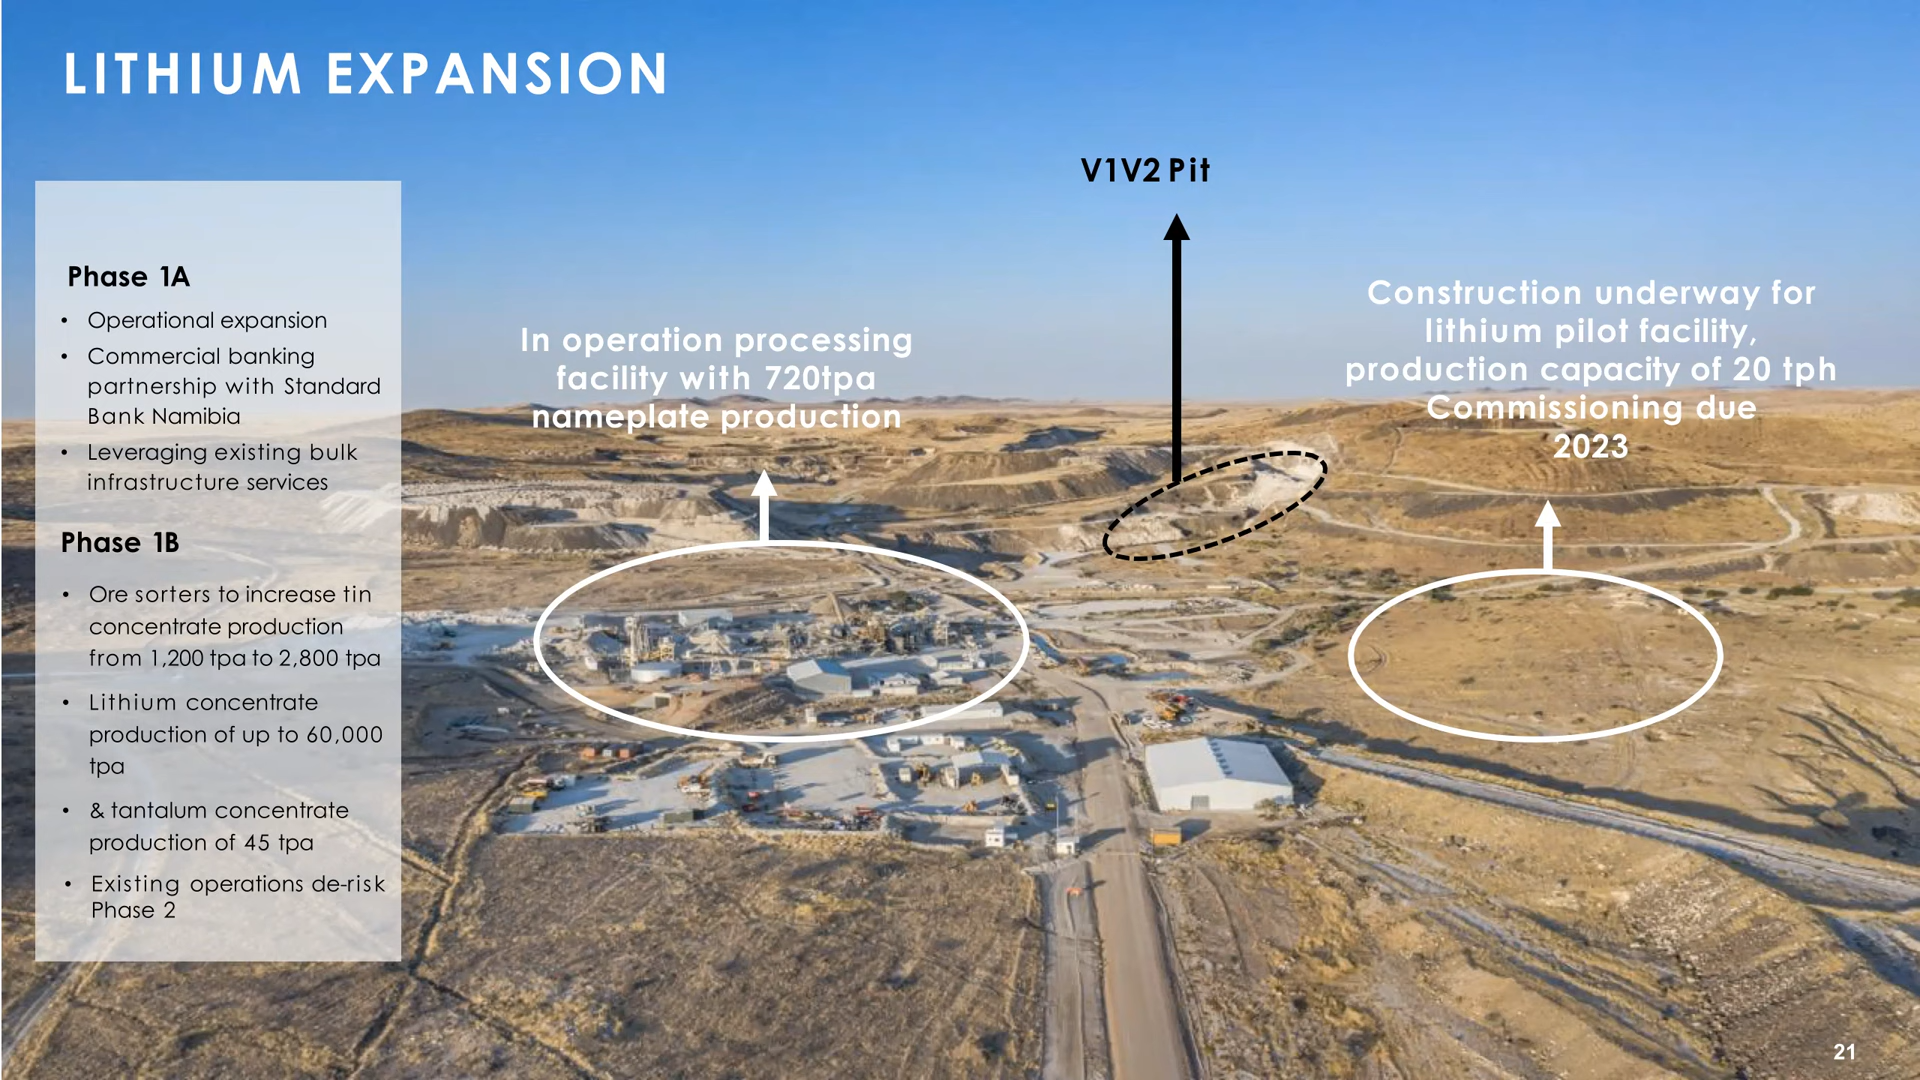 LITHIUM EXPANSION
V1V2 Pit
Phase 1A
• Operational expansion
• Commercial banking
partnership with Standard
Bank Namibia
• Leveraging existing bulk
infrastructure services
Phase 1B
• Ore sorters to increase tin
concentrate production
from 1,200 tpa to 2,800 tpa
• Lithium concentrate
production of up to 60,000
tpa
• & tantalum concentrate
production of 45 tpa
• Existing operations de-risk
Phase 2
In operation processing
facility with 720tpa
nameplate production
Construction underway for
lithium pilot facility,
production capacity of 20 tph
Commissioning due
2023
21